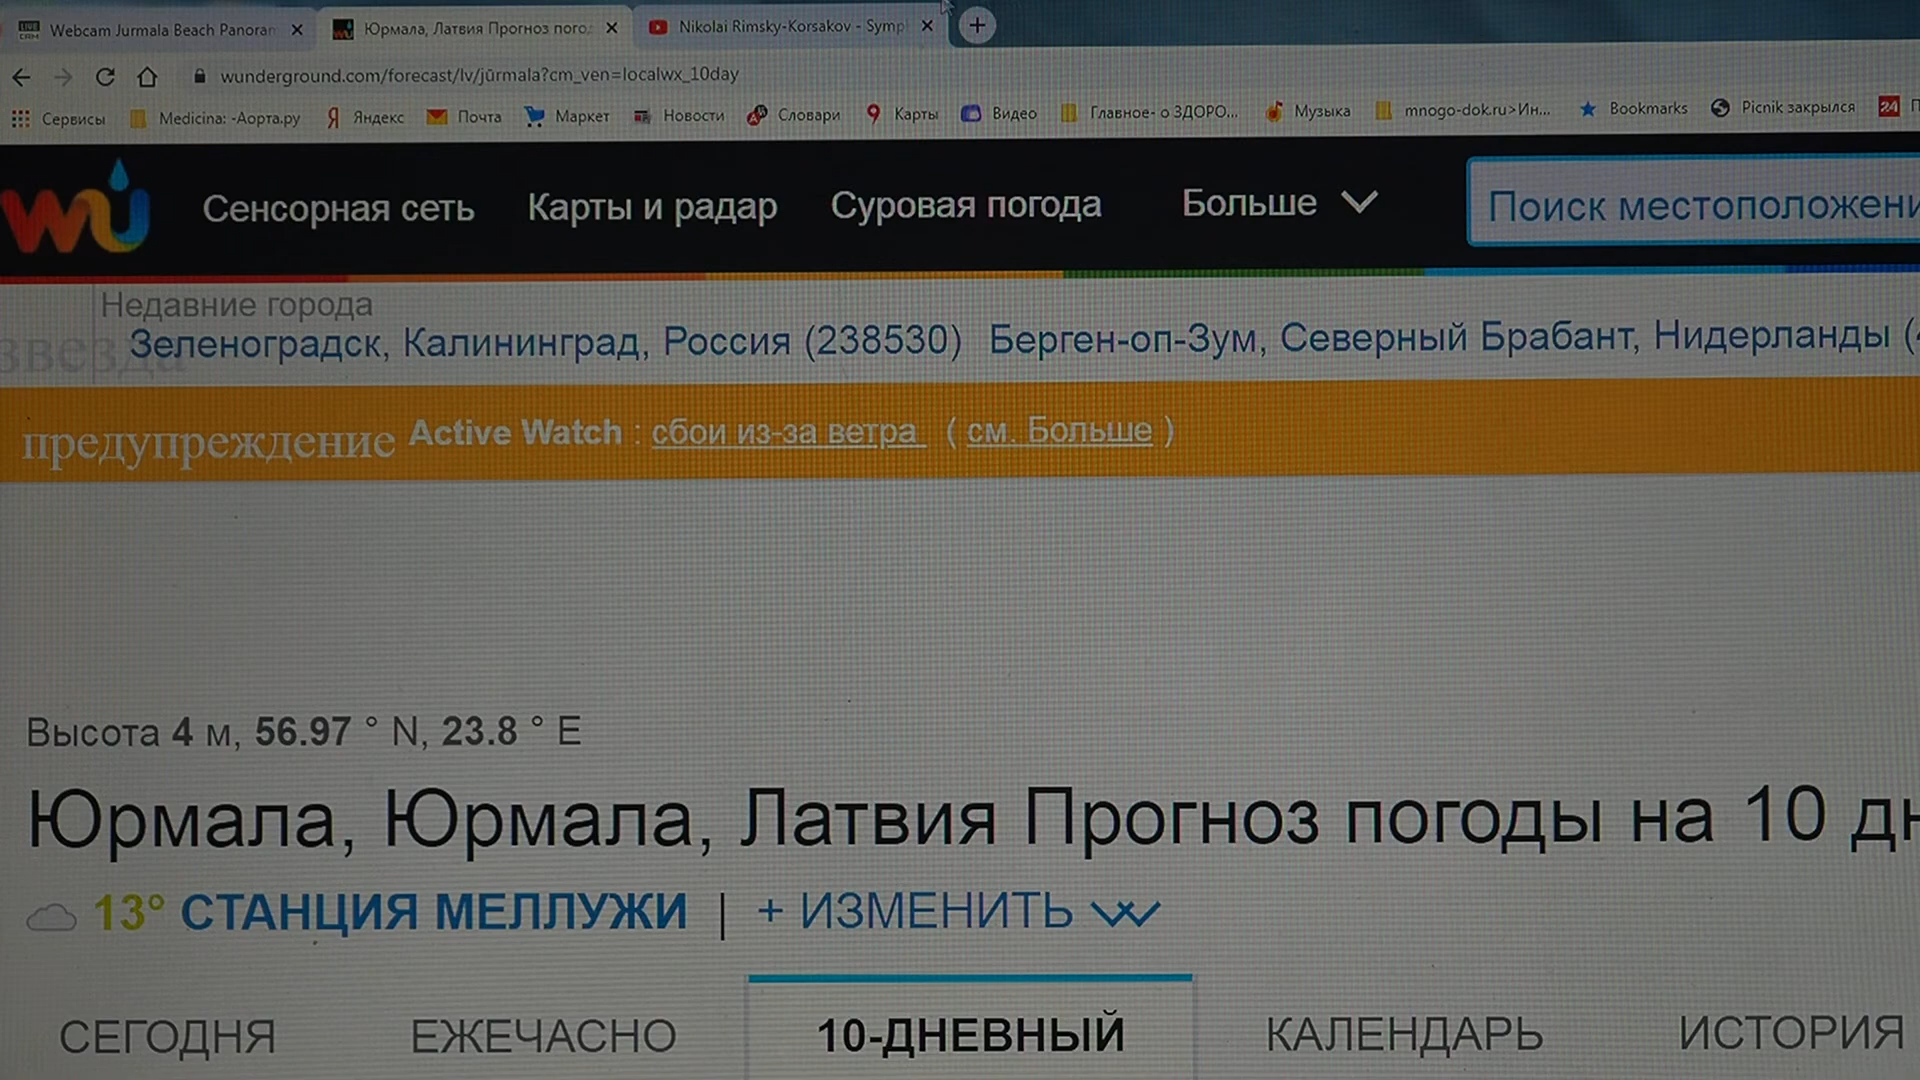 Webcam Jurmala Beach Panoran
Юрмала, Латвия Прогноз пого
Nikolai Rimsky-Korsakov - Symp
wunderground.com/forecast/lv/jūrmala?cm_ven=localwx_10day
Сервисы Medicina: -Аорта.ру Яндекс Почта Маркет Новости Словари Карты Видео Главное- о ЗДОРО... Музыка mnogo-dok.ru>Ин... Bookmarks Picnik закрылся 24 П
WU Сенсорная сеть Карты и радар Суровая погода Больше Поиск местоположени
Недавние города
звезда Зеленоградск, Калининград, Россия (238530) Берген-оп-Зум, Северный Брабант, Нидерланды (
предупреждение Active Watch : сбои из-за ветра ( см. Больше )
Высота 4 м, 56.97 ° N, 23.8 ° E
Юрмала, Юрмала, Латвия Прогноз погоды на 10 дн
13° СТАНЦИЯ МЕЛЛУЖИ | + ИЗМЕНИТЬ
СЕГОДНЯ ЕЖЕЧАСНО 10-ДНЕВНЫЙ КАЛЕНДАРЬ ИСТОРИЯ